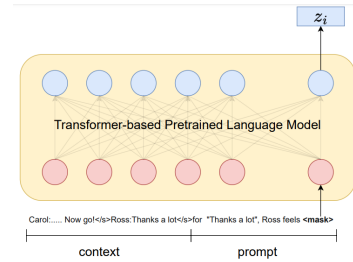 z_i
Transformer-based Pretrained Language Model
Carol:..... Now go!</s>Ross:Thanks a lot</s>for "Thanks a lot", Ross feels <mask>
context prompt